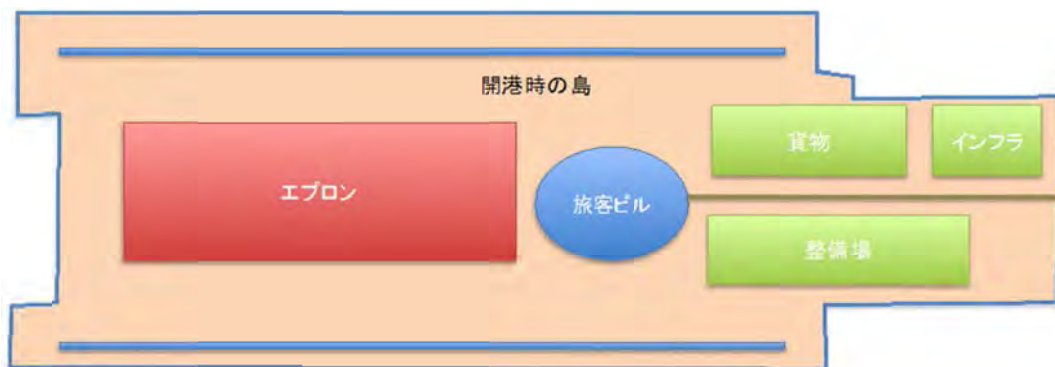 開港時の島
貨物
インフラ
エプロン
旅客ビル
整備場